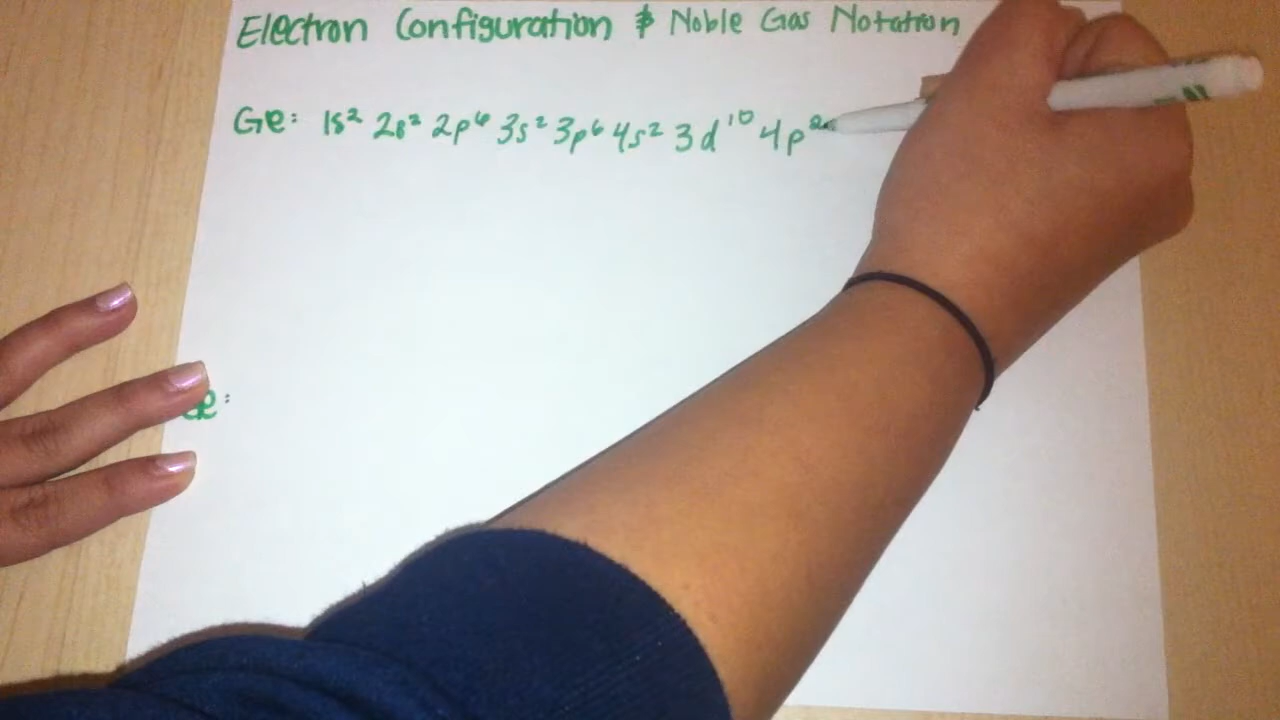 Electron Configuration & Noble Gas Notation
Ge: 1s² 2s² 2p⁶ 3s² 3p⁶ 4s² 3d¹⁰ 4p²